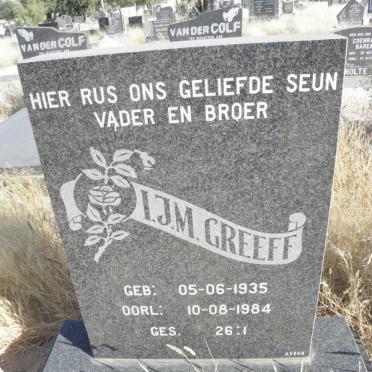 VAN DER COLF
VAN DER COLF
HIER RUS ONS GELIEFDE SEUN
VADER EN BROER
I.J.M. GREEFF
GEB: 05-06-1935
OORL: 10-08-1984
GES. 26:1